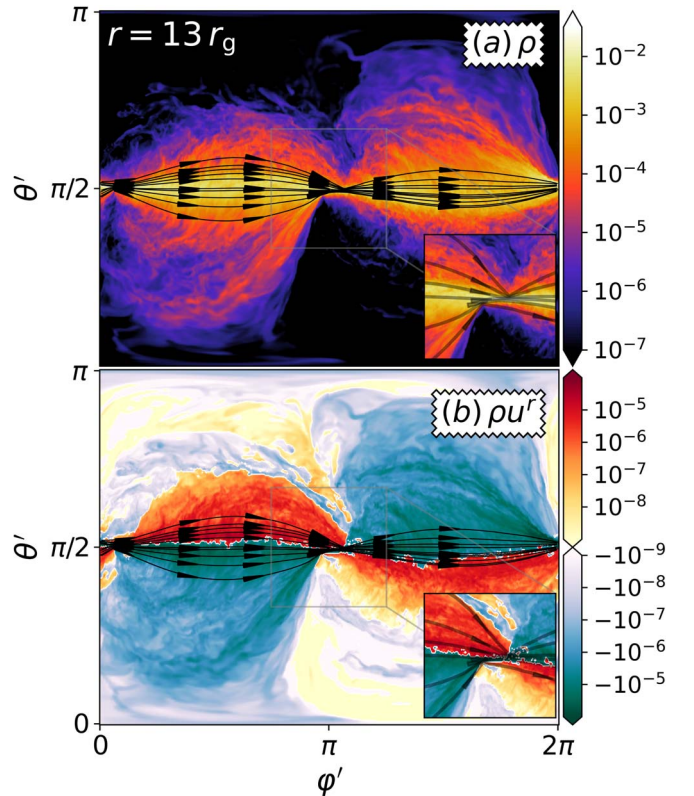 π
r = 13 r_g
(a) ρ
10⁻²
10⁻³
10⁻⁴
10⁻⁵
10⁻⁶
10⁻⁷
θ′
π/2
π
(b) ρuʳ
10⁻⁵
10⁻⁶
10⁻⁷
10⁻⁸
−10⁻⁹
−10⁻⁸
−10⁻⁷
−10⁻⁶
−10⁻⁵
θ′
π/2
0
0
π
2π
φ′